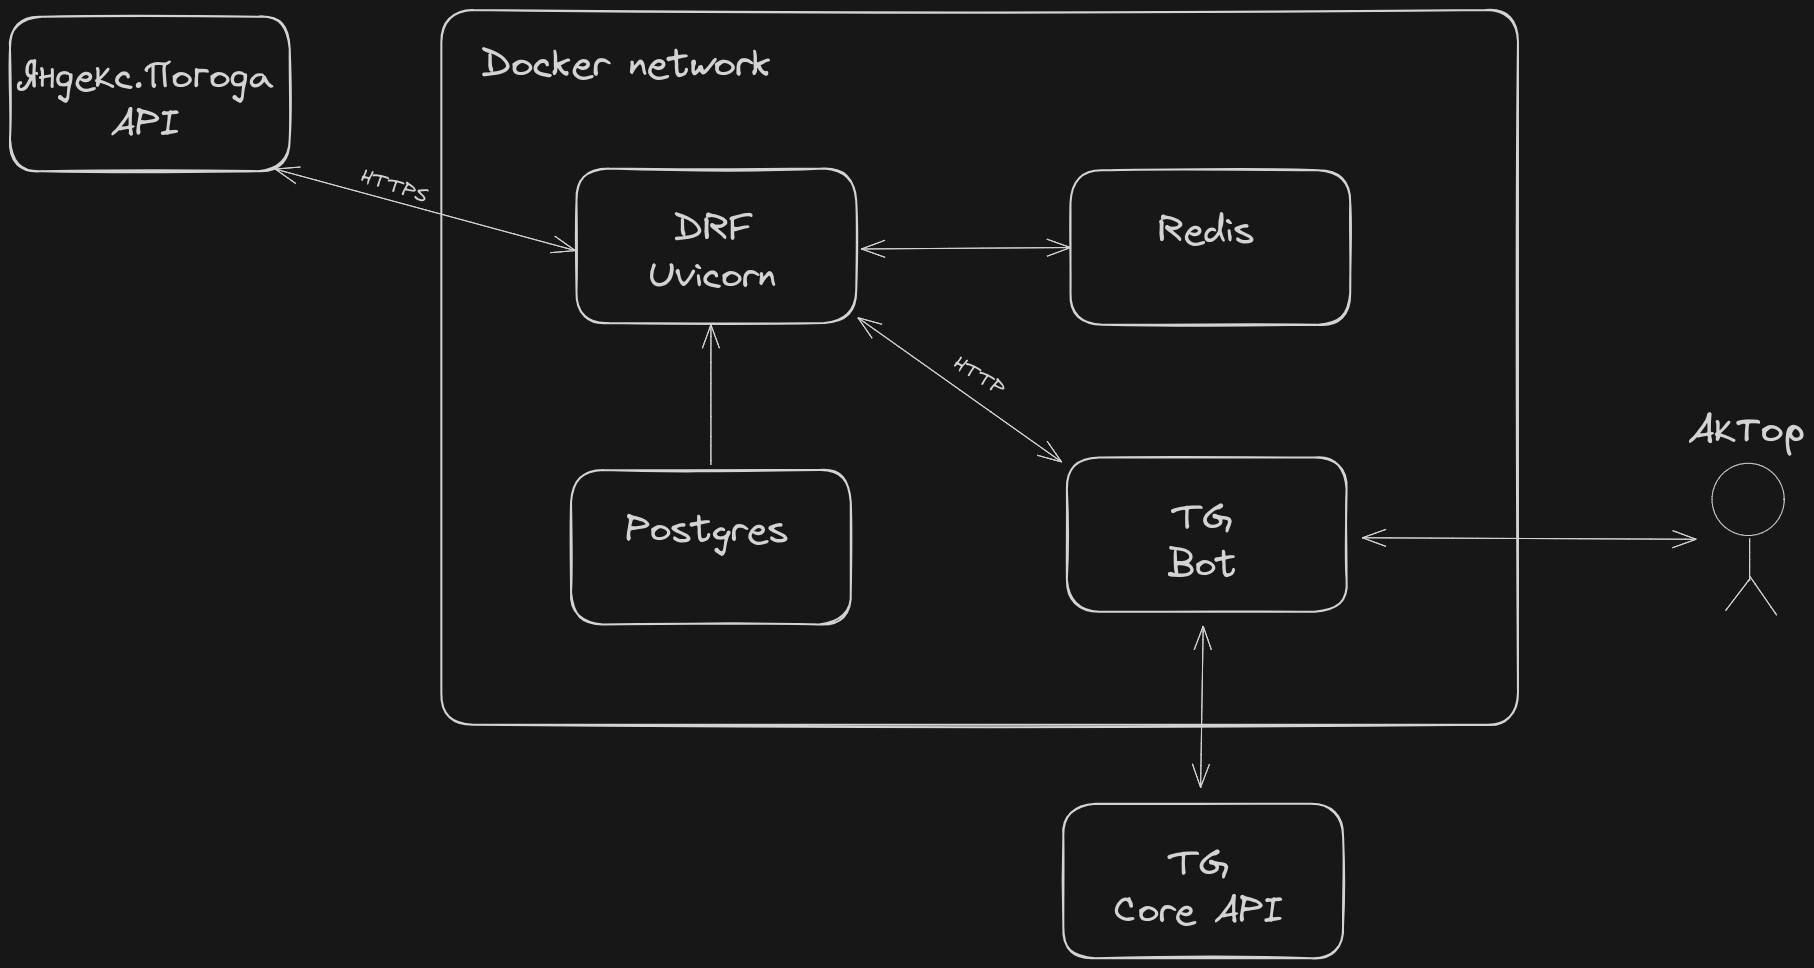 Яндекс.Погода
API
Docker network
HTTPS
DRF
Uvicorn
Redis
HTTP
Postgres
TG
Bot
Актор
TG
Core API